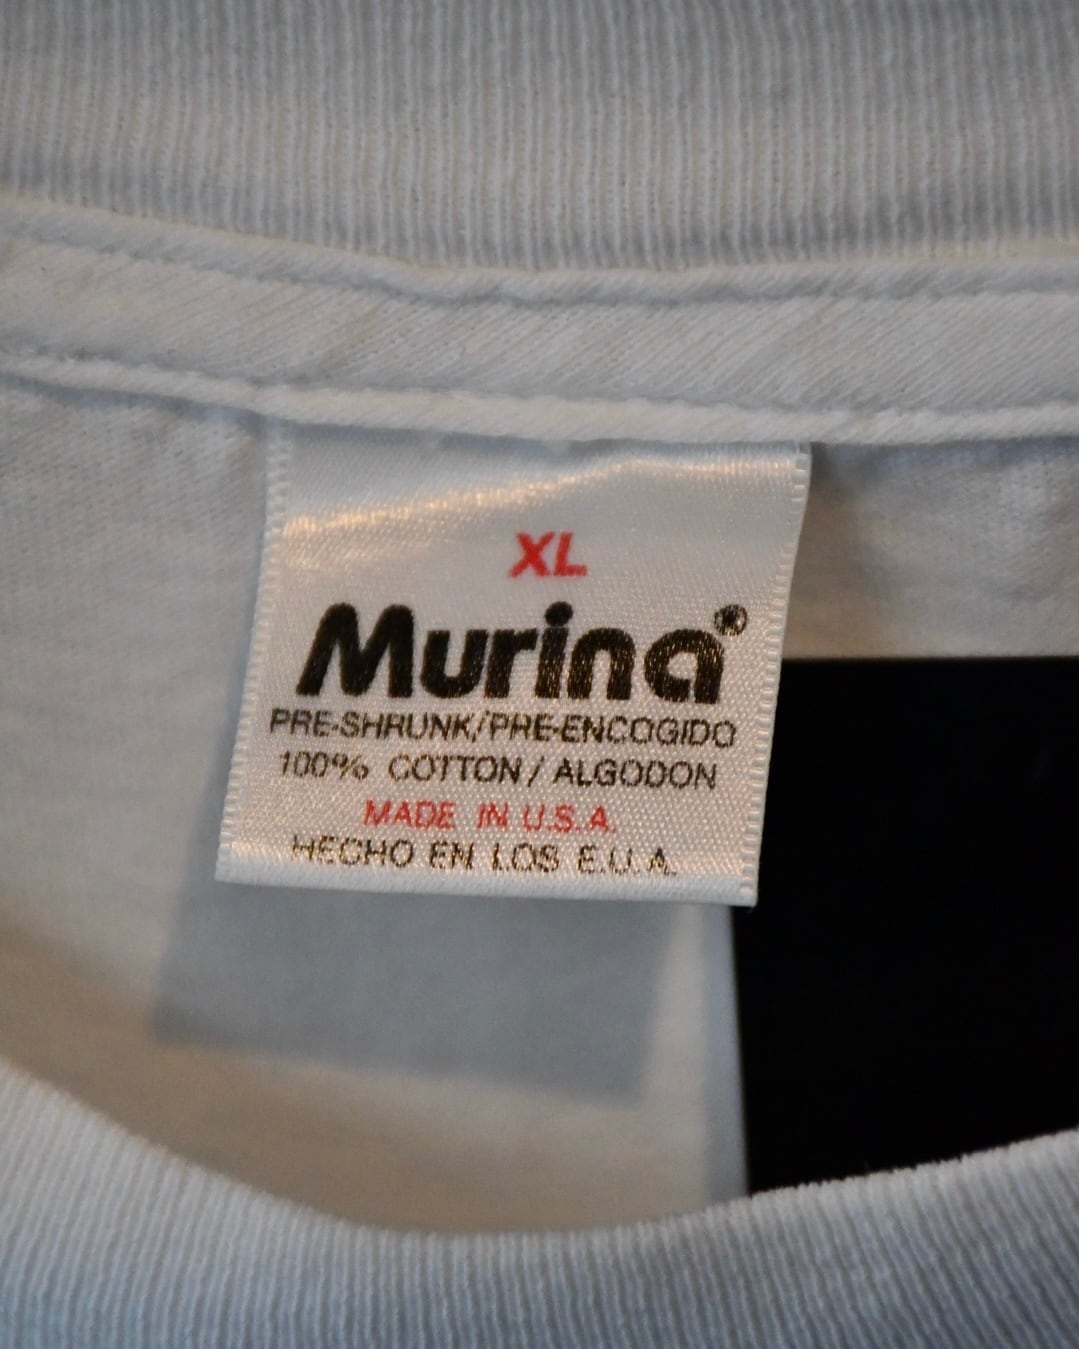 XL
Murina®
PRE-SHRUNK/PRE-ENCOGIDO
100% COTTON / ALGODON
MADE IN U.S.A.
HECHO EN LOS E.U.A.